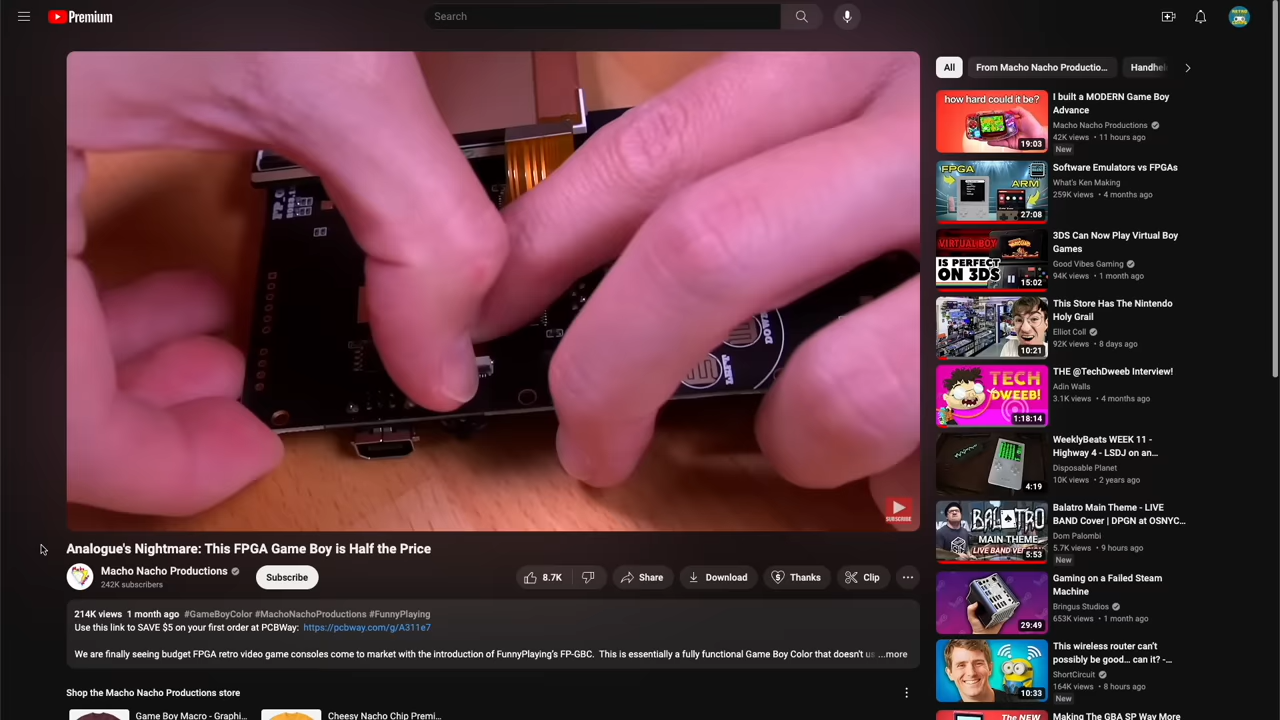 Premium
Search
SUBSCRIBE
Analogue's Nightmare: This FPGA Game Boy is Half the Price
Macho Nacho Productions
242K subscribers
Subscribe
8.7K
Share
Download
Thanks
Clip
214K views 1 month ago #GameBoyColor #MachoNachoProductions #FunnyPlaying
Use this link to SAVE $5 on your first order at PCBWay: https://pcbway.com/g/A311e7
We are finally seeing budget FPGA retro video game consoles come to market with the introduction of FunnyPlaying's FP-GBC. This is essentially a fully functional Game Boy Color that doesn't us ...more
Shop the Macho Nacho Productions store
Game Boy Macro - Graphi...
Cheesy Nacho Chip Premi...
All
From Macho Nacho Productio...
Handhel
how hard could it be?
19:03
I built a MODERN Game Boy
Advance
Macho Nacho Productions
42K views • 11 hours ago
New
FPGA
ARM
27:08
Software Emulators vs FPGAs
What's Ken Making
259K views • 4 months ago
VIRTUAL BOY
IS PERFECT
ON 3DS
15:02
3DS Can Now Play Virtual Boy
Games
Good Vibes Gaming
94K views • 1 month ago
10:21
This Store Has The Nintendo
Holy Grail
Elliot Coll
92K views • 8 days ago
TECH
DWEEB!
1:18:14
THE @TechDweeb Interview!
Adin Walls
3.1K views • 4 months ago
4:19
WeeklyBeats WEEK 11 -
Highway 4 - LSDJ on an...
Disposable Planet
10K views • 2 years ago
BALATRO
MAIN THEME
LIVE BAND VER
5:53
Balatro Main Theme - LIVE
BAND Cover | DPGN at OSNYC...
Dom Palombi
5.7K views • 9 hours ago
New
29:49
Gaming on a Failed Steam
Machine
Bringus Studios
653K views • 1 month ago
10:33
This wireless router can't
possibly be good... can it? -...
ShortCircuit
164K views • 8 hours ago
New
The NEW
Making The GBA SP Way More